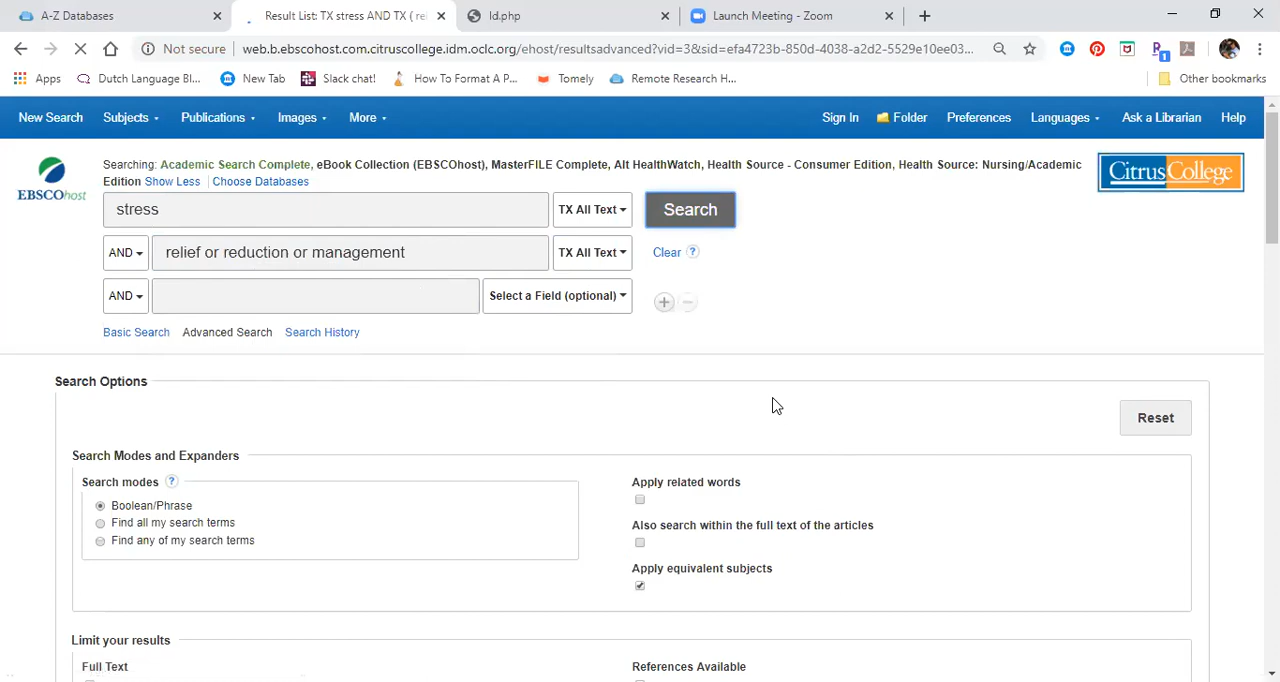 A-Z Databases
Result List: TX stress AND TX ( rel
ld.php
Launch Meeting - Zoom
Not secure
web.b.ebscohost.com.citruscollege.idm.oclc.org/ehost/resultsadvanced?vid=3&sid=efa4723b-850d-4038-a2d2-5529e10ee03...
1
Apps
Dutch Language Bl...
New Tab
Slack chat!
How To Format A P...
Tomely
Remote Research H...
Other bookmarks
New Search
Subjects
Publications
Images
More
Sign In
Folder
Preferences
Languages
Ask a Librarian
Help
EBSCOhost
Searching: Academic Search Complete, eBook Collection (EBSCOhost), MasterFILE Complete, Alt HealthWatch, Health Source - Consumer Edition, Health Source: Nursing/Academic
Edition Show Less | Choose Databases
CitrusCollege
stress
TX All Text
Search
AND
relief or reduction or management
TX All Text
Clear ?
AND
Select a Field (optional)
Basic Search
Advanced Search
Search History
Search Options
Reset
Search Modes and Expanders
Search modes ?
Boolean/Phrase
Find all my search terms
Find any of my search terms
Apply related words
Also search within the full text of the articles
Apply equivalent subjects
Limit your results
Full Text
References Available